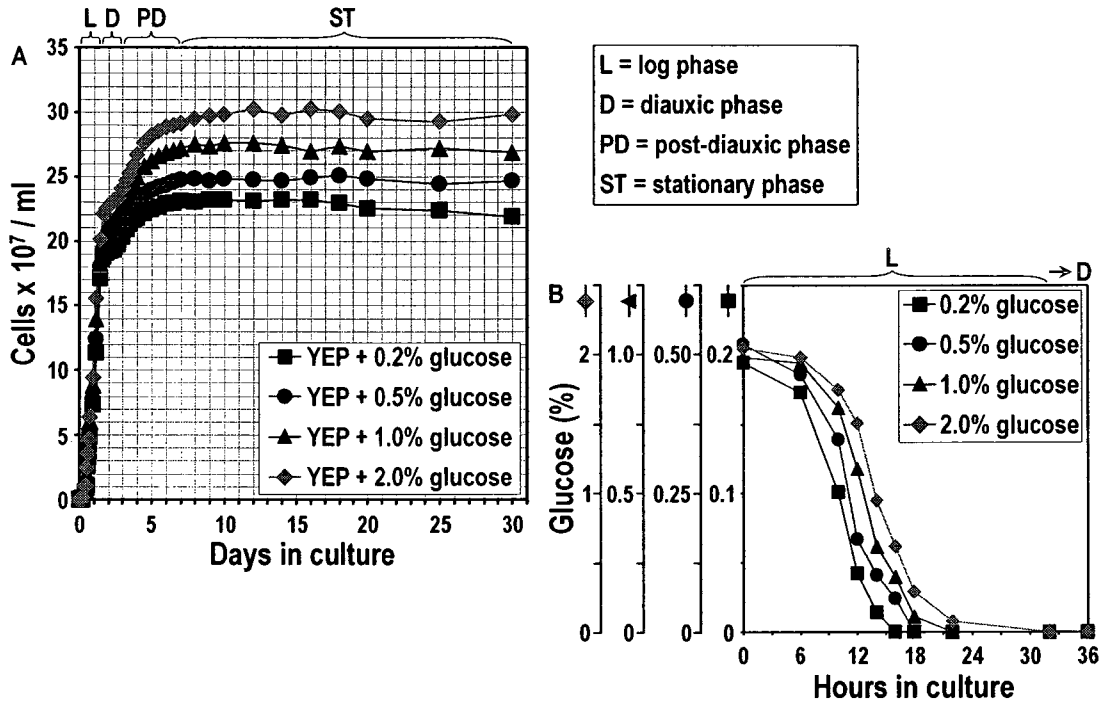 L D PD ST
A
35
30
25
20
15
10
5
0
Cells x 10⁷ / ml
YEP + 0.2% glucose
YEP + 0.5% glucose
YEP + 1.0% glucose
YEP + 2.0% glucose
0 5 10 15 20 25 30
Days in culture
L = log phase
D = diauxic phase
PD = post-diauxic phase
ST = stationary phase
L → D
B
0.2% glucose
0.5% glucose
1.0% glucose
2.0% glucose
Glucose (%)
2 1.0 0.50 0.2
1 0.5 0.25 0.1
0 0 0 0
0 6 12 18 24 30 36
Hours in culture